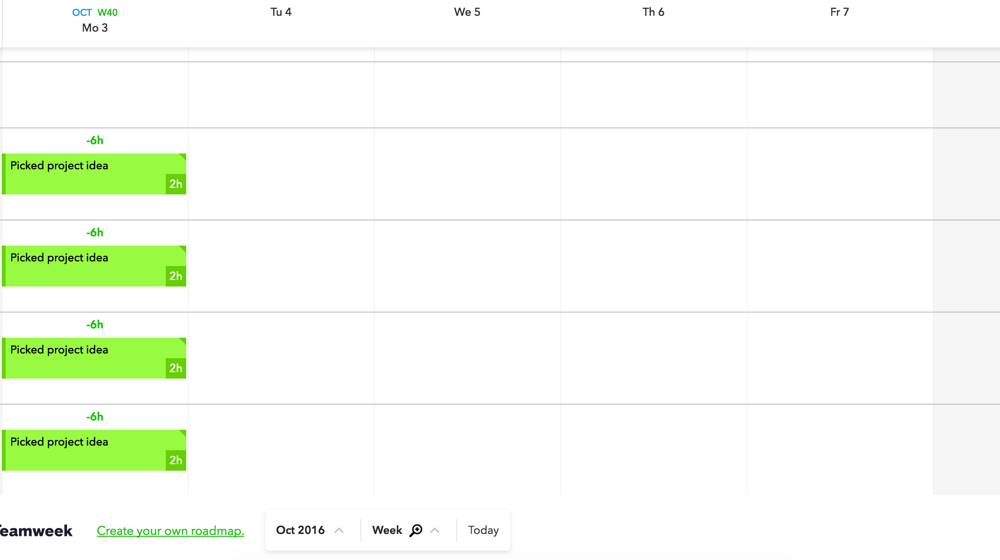 OCT W40
Mo 3
Tu 4
We 5
Th 6
Fr 7
-6h
Picked project idea
2h
-6h
Picked project idea
2h
-6h
Picked project idea
2h
-6h
Picked project idea
2h
eamweek
Create your own roadmap.
Oct 2016
Week
Today